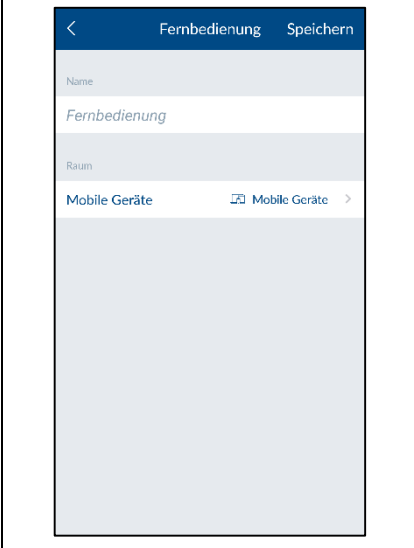 Fernbedienung Speichern
Name
Fernbedienung
Raum
Mobile Geräte Mobile Geräte